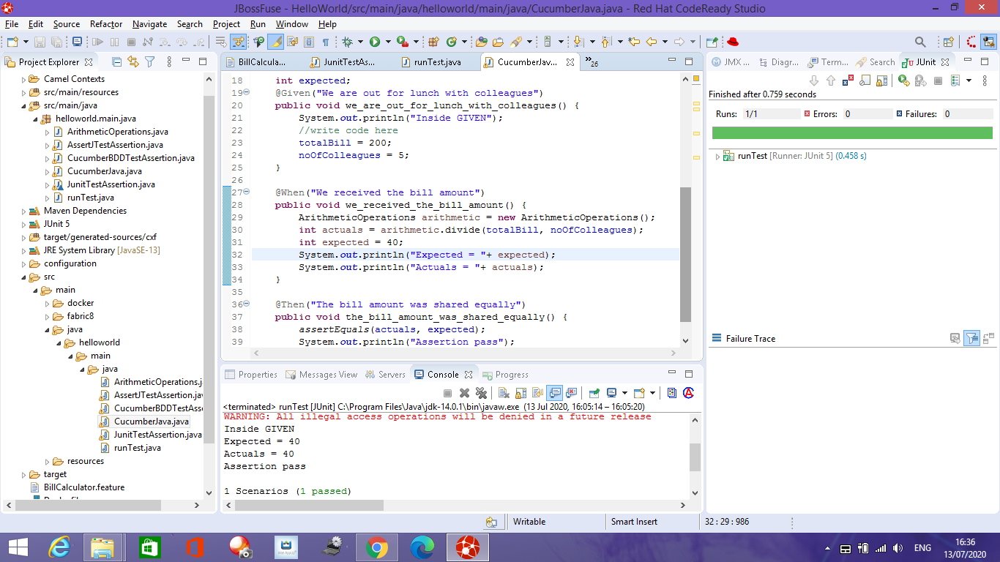 JBossFuse - HelloWorld/src/main/java/helloworld/main/java/CucumberJava.java - Red Hat CodeReady Studio
File Edit Source Refactor Navigate Search Project Run Window Help
Project Explorer
Camel Contexts
src/main/resources
src/main/java
helloworld.main.java
ArithmeticOperations.java
AssertJTestAssertion.java
CucumberBDDTestAssertion.java
CucumberJava.java
JunitTestAssertion.java
runTest.java
Maven Dependencies
JUnit 5
target/generated-sources/cxf
JRE System Library [JavaSE-13]
configuration
src
main
docker
fabric8
java
helloworld
main
java
ArithmeticOperations.j
AssertJTestAssertion.ja
CucumberBDDTestAsse
CucumberJava.java
JunitTestAssertion.java
runTest.java
resources
target
BillCalculator.feature
BillCalcula... JunitTestAs... runTest.java CucumberJav... 26
18 int expected;
19 @Given("We are out for lunch with colleagues")
20 public void we_are_out_for_lunch_with_colleagues() {
21 System.out.println("Inside GIVEN");
22 //write code here
23 totalBill = 200;
24 noOfColleagues = 5;
25 }
26
27 @When("We received the bill amount")
28 public void we_received_the_bill_amount() {
29 ArithmeticOperations arithmetic = new ArithmeticOperations();
30 int actuals = arithmetic.divide(totalBill, noOfColleagues);
31 int expected = 40;
32 System.out.println("Expected = "+ expected);
33 System.out.println("Actuals = "+ actuals);
34 }
35
36 @Then("The bill amount was shared equally")
37 public void the_bill_amount_was_shared_equally() {
38 assertEquals(actuals, expected);
39 System.out.println("Assertion pass");
Properties Messages View Servers Console Progress
<terminated> runTest [JUnit] C:\Program Files\Java\jdk-14.0.1\bin\javaw.exe (13 Jul 2020, 16:05:14 – 16:05:20)
WARNING: All illegal access operations will be denied in a future release
Inside GIVEN
Expected = 40
Actuals = 40
Assertion pass
1 Scenarios (1 passed)
JMX ... Diagr... Term... Search JUnit
Finished after 0.759 seconds
Runs: 1/1 Errors: 0 Failures: 0
runTest [Runner: JUnit 5] (0.458 s)
Failure Trace
Writable Smart Insert 32 : 29 : 986
ENG
16:36
13/07/2020